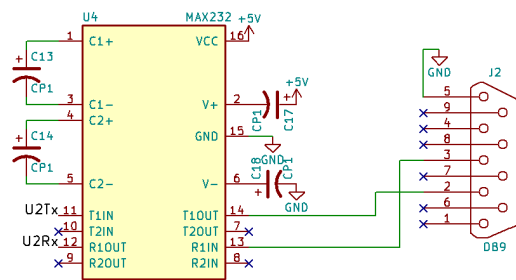 U4 MAX232 +5V
1 C1+ VCC 16
C13
+
CP1
+5V
J2
GND
3 C1- V+ 2
CP1 + C17
5
9
4 C2+
4
C14
+
CP1
GND 15
8
GND
3
C18 CP1
+
7
5 C2- V- 6
GND
2
U2Tx 11 T1IN T1OUT 14
6
10 T2IN T2OUT 7
1
U2Rx 12 R1OUT R1IN 13
DB9
9 R2OUT R2IN 8